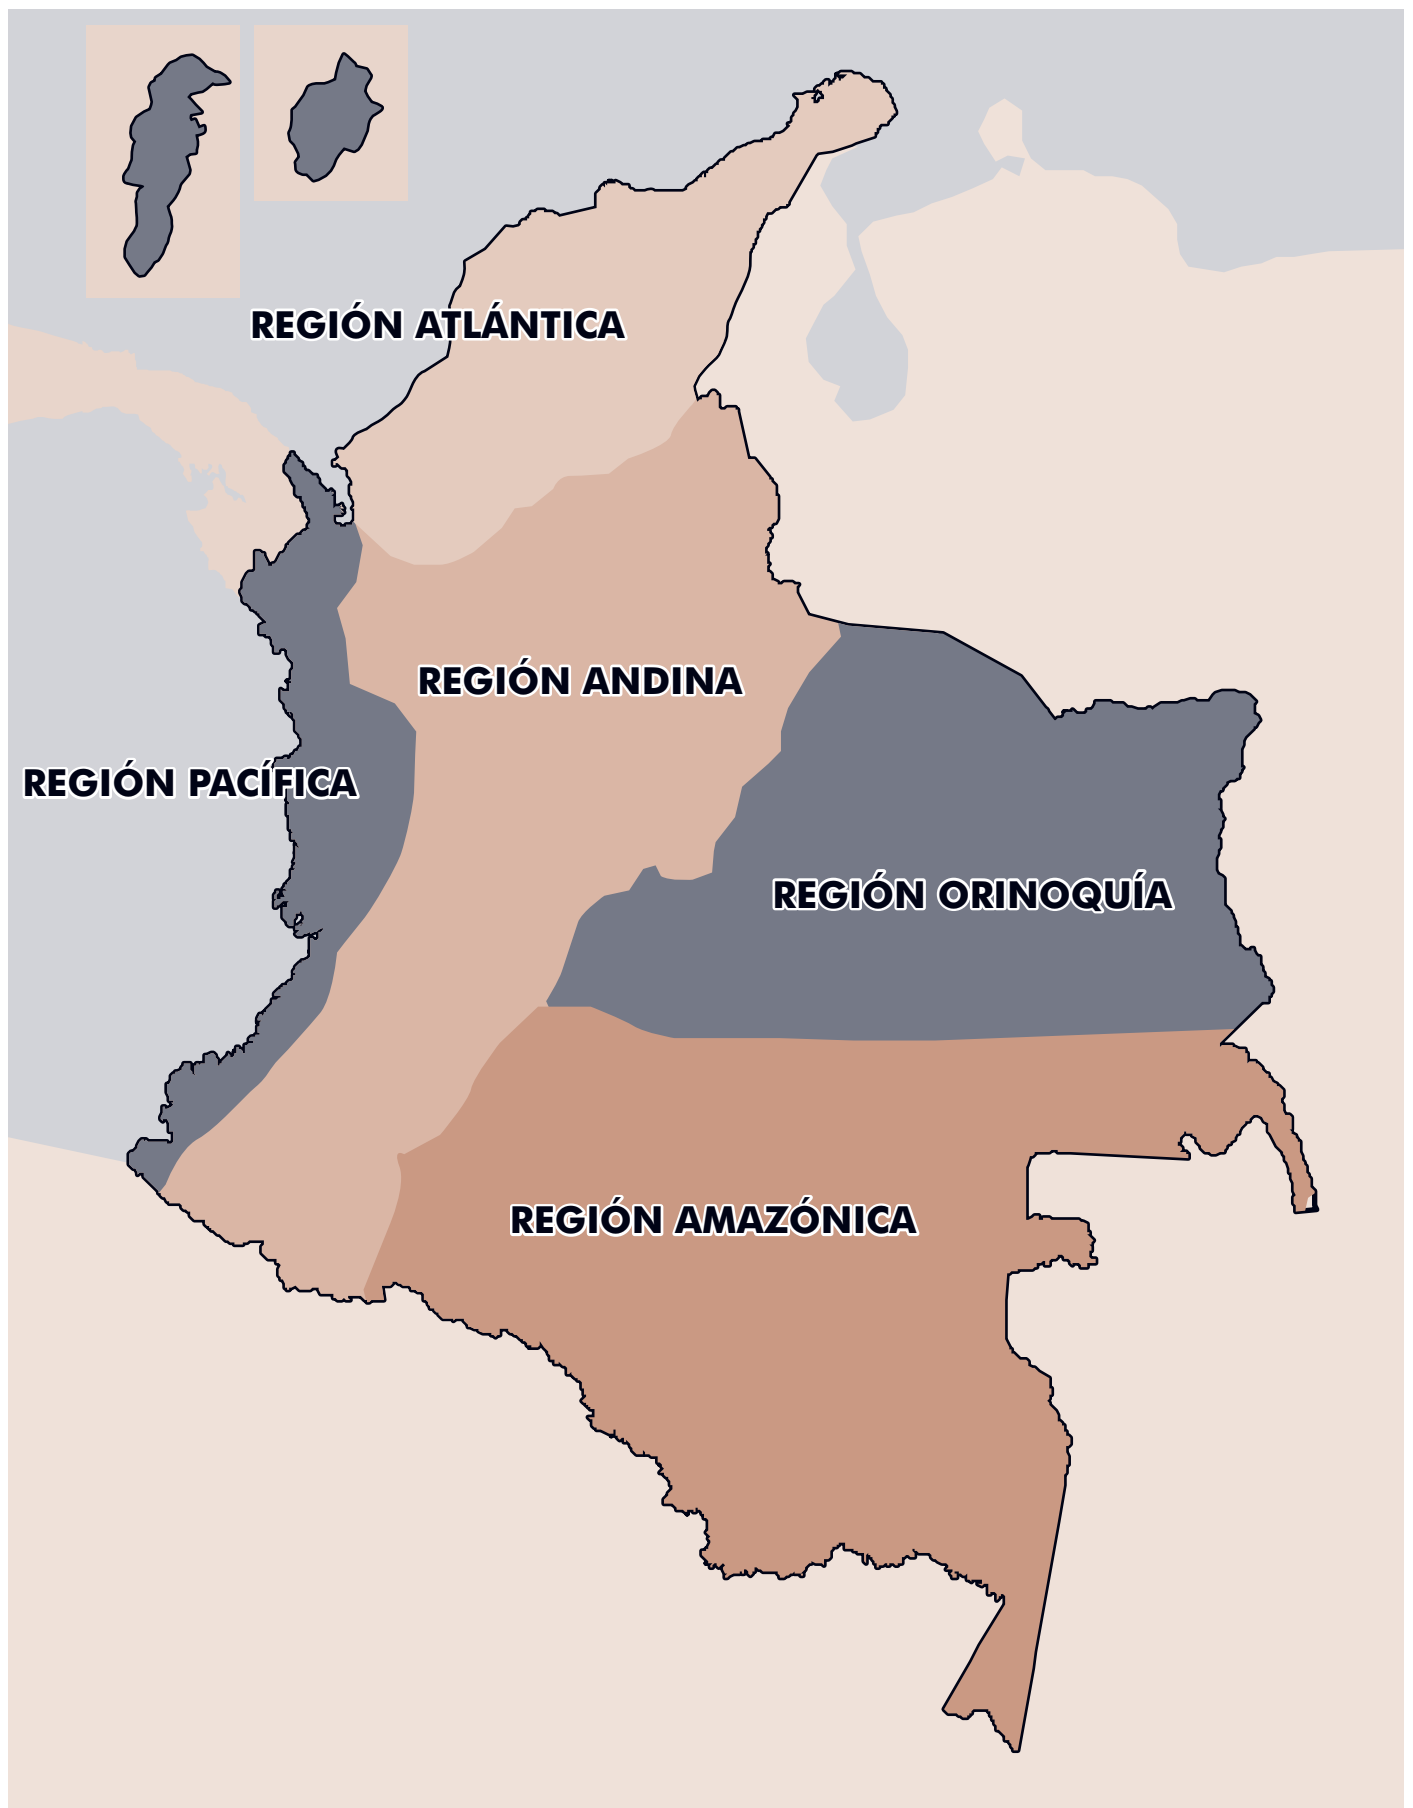 REGIÓN ATLÁNTICA
REGIÓN ANDINA
REGIÓN PACÍFICA
REGIÓN ORINOQUÍA
REGIÓN AMAZÓNICA